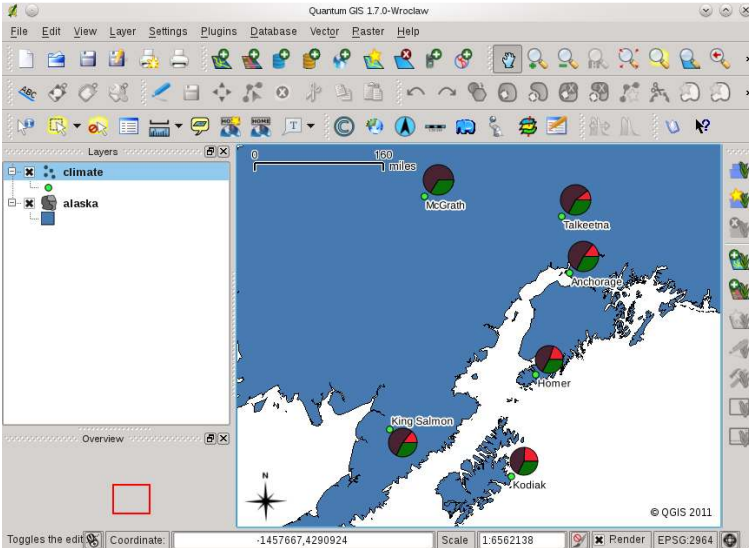 Quantum GIS 1.7.0-Wroclaw
File Edit View Layer Settings Plugins Database Vector Raster Help
ABC
HOME
T
Layers
climate
alaska
0 160
miles
McGrath
Talkeetna
Anchorage
Homer
King Salmon
Kodiak
Overview
N
© QGIS 2011
Toggles the edit Coordinate: -1457667,4290924 Scale 1:6562138 Render EPSG:2964